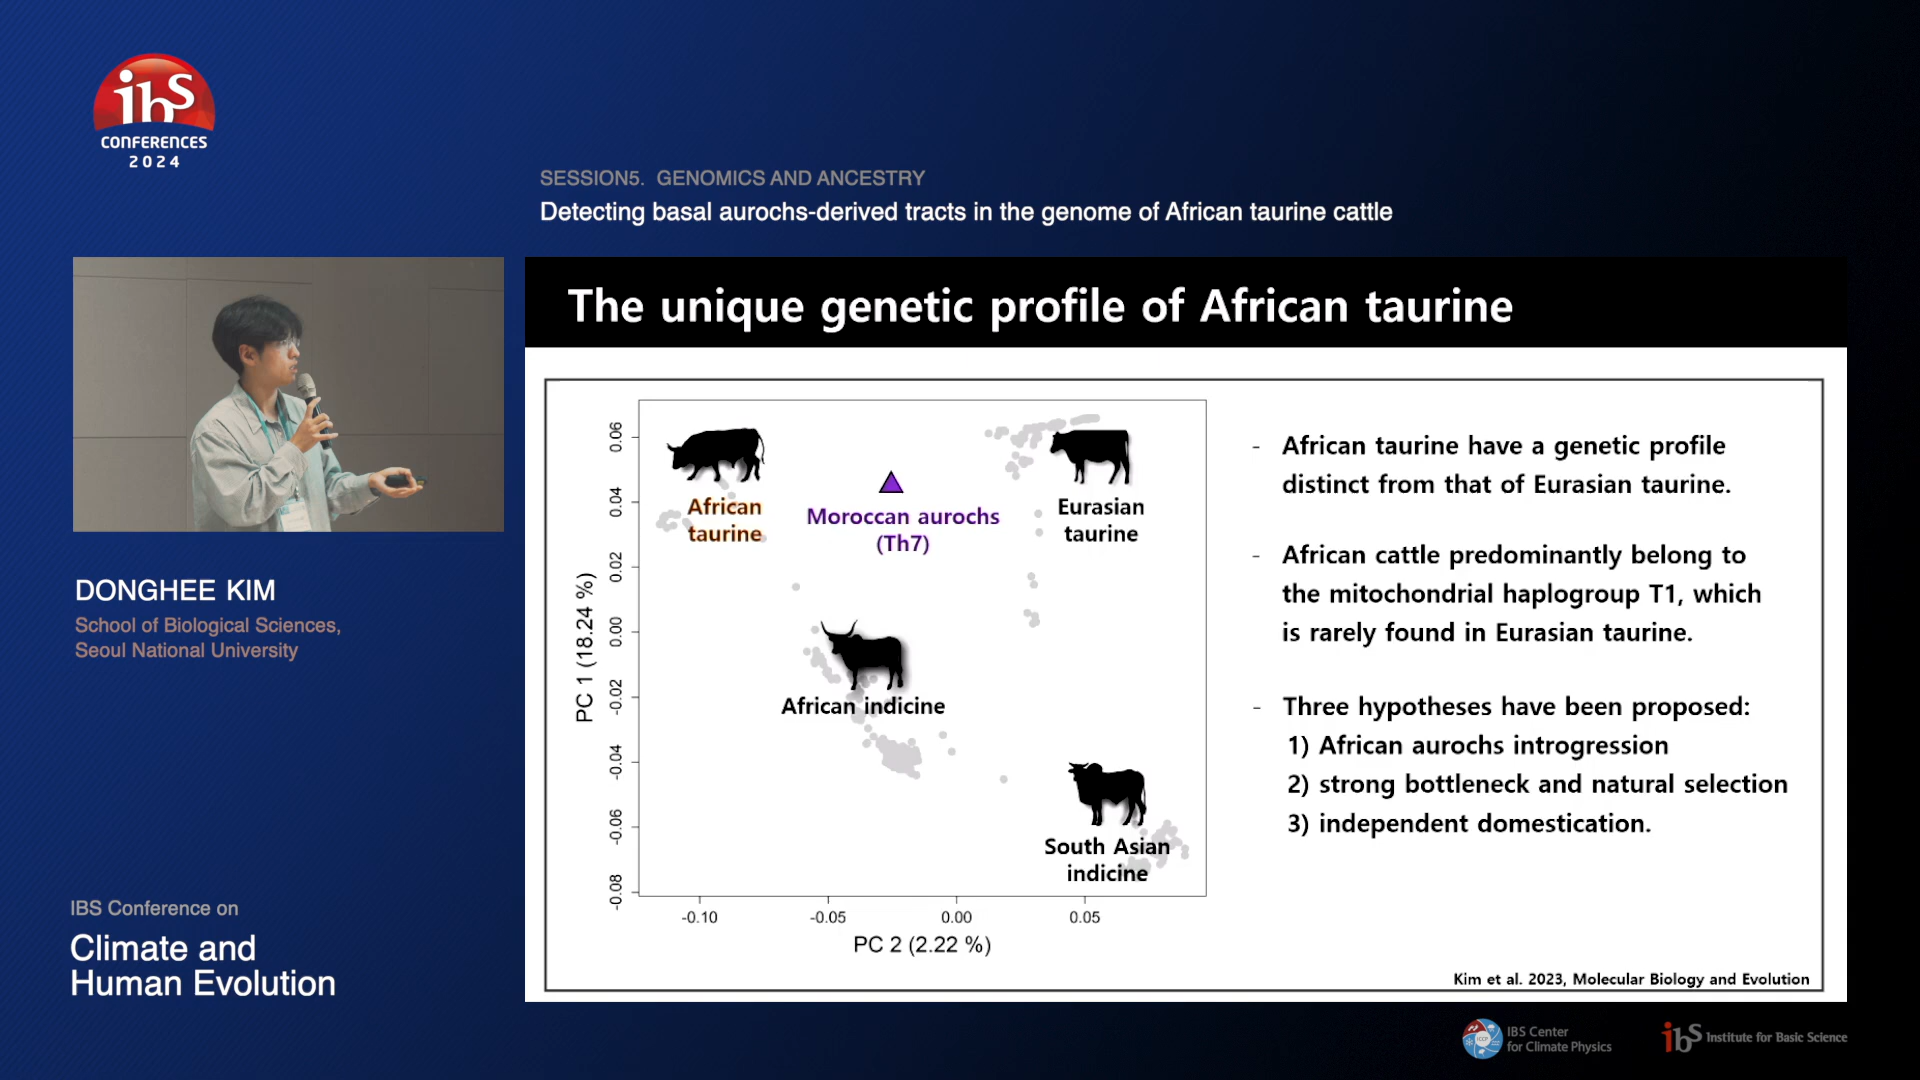 ibS
CONFERENCES
2024
SESSION5. GENOMICS AND ANCESTRY
Detecting basal aurochs-derived tracts in the genome of African taurine cattle
DONGHEE KIM
School of Biological Sciences,
Seoul National University
IBS Conference on
Climate and
Human Evolution
The unique genetic profile of African taurine
PC 1 (18.24 %)
0.06
0.04
0.02
0.00
-0.02
-0.04
-0.06
-0.08
African
taurine
Moroccan aurochs
(Th7)
Eurasian
taurine
African indicine
South Asian
indicine
-0.10
-0.05
0.00
0.05
PC 2 (2.22 %)
- African taurine have a genetic profile
distinct from that of Eurasian taurine.
- African cattle predominantly belong to
the mitochondrial haplogroup T1, which
is rarely found in Eurasian taurine.
- Three hypotheses have been proposed:
1) African aurochs introgression
2) strong bottleneck and natural selection
3) independent domestication.
Kim et al. 2023, Molecular Biology and Evolution
IBS Center
for Climate Physics
ibS Institute for Basic Science